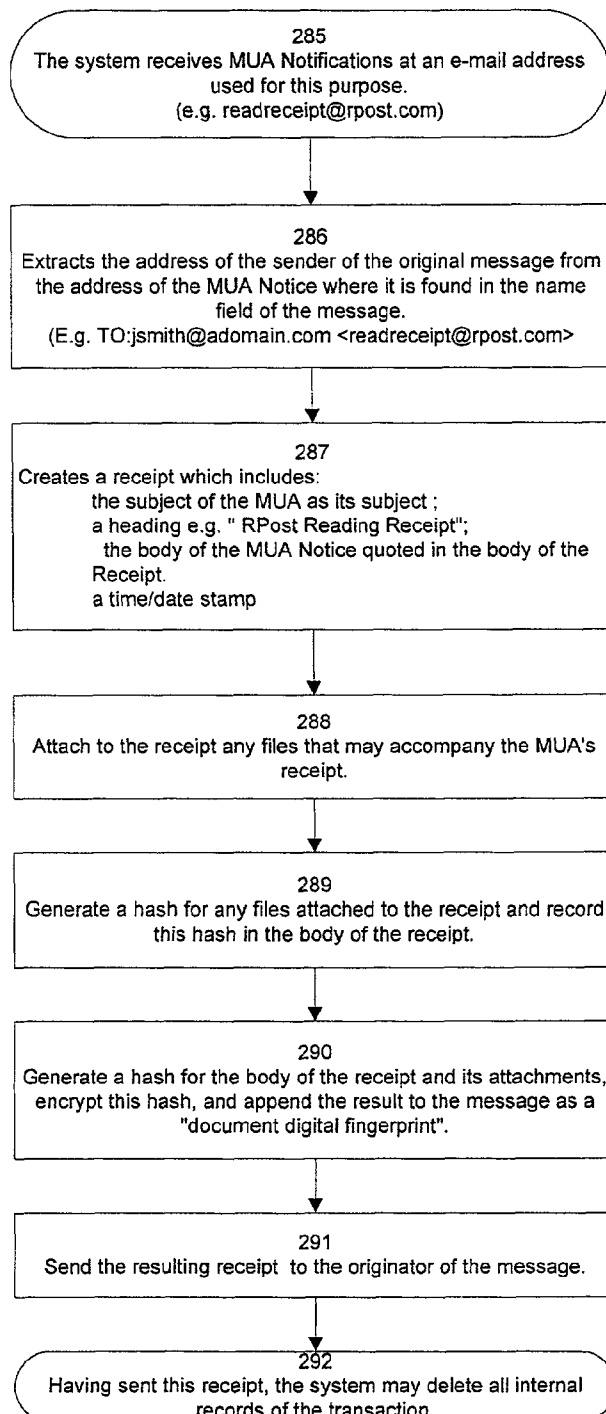 285
The system receives MUA Notifications at an e-mail address
used for this purpose.
(e.g. readreceipt@rpost.com)
286
Extracts the address of the sender of the original message from
the address of the MUA Notice where it is found in the name
field of the message.
(E.g. TO:jsmith@adomain.com <readreceipt@rpost.com>
287
Creates a receipt which includes:
the subject of the MUA as its subject ;
a heading e.g. " RPost Reading Receipt";
the body of the MUA Notice quoted in the body of the
Receipt.
a time/date stamp
288
Attach to the receipt any files that may accompany the MUA's
receipt.
289
Generate a hash for any files attached to the receipt and record
this hash in the body of the receipt.
290
Generate a hash for the body of the receipt and its attachments,
encrypt this hash, and append the result to the message as a
"document digital fingerprint".
291
Send the resulting receipt to the originator of the message.
292
Having sent this receipt, the system may delete all internal
records of the transaction